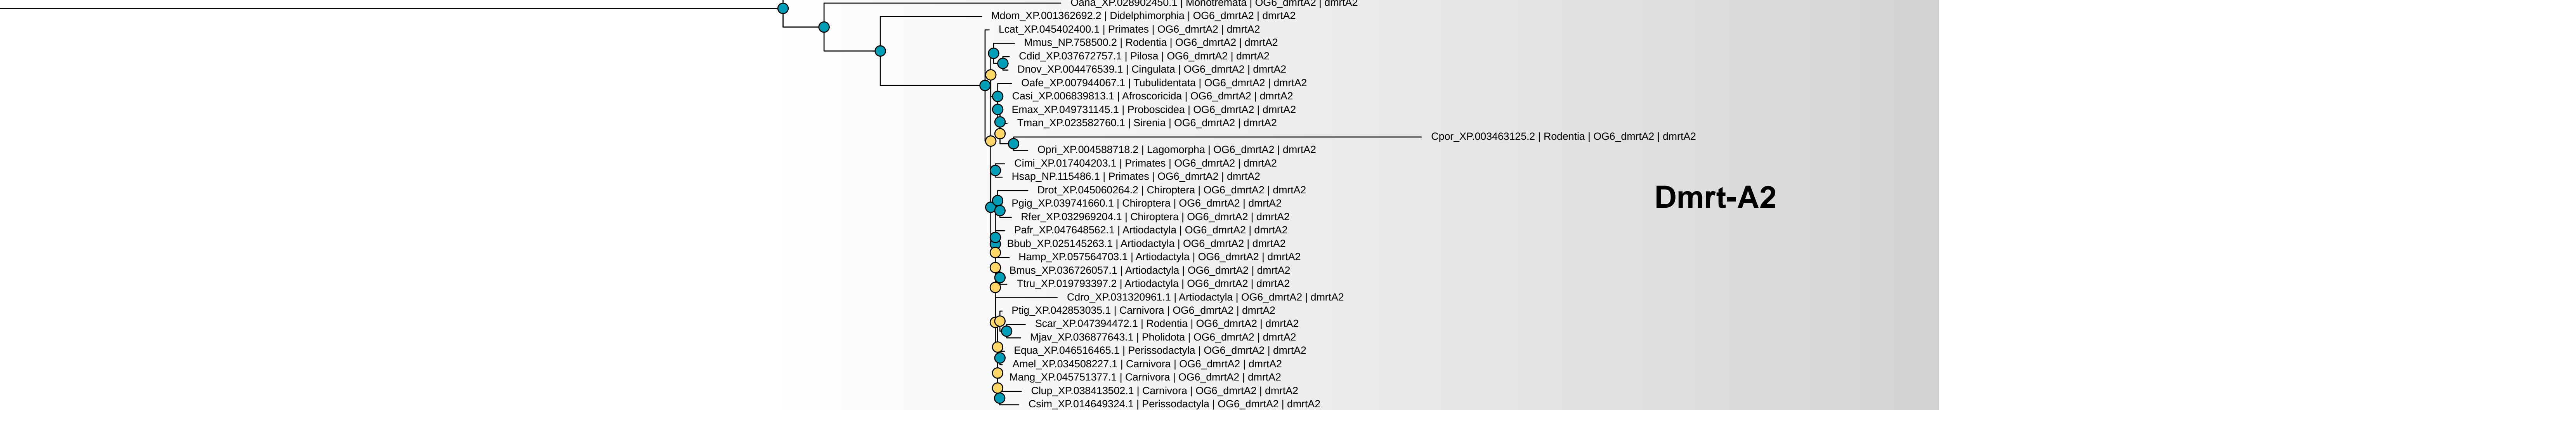 Oana_XP.028902450.1 | Monotremata | OG6_dmrtA2 | dmrtA2
Mdom_XP.001362692.2 | Didelphimorphia | OG6_dmrtA2 | dmrtA2
Lcat_XP.045402400.1 | Primates | OG6_dmrtA2 | dmrtA2
Mmus_NP.758500.2 | Rodentia | OG6_dmrtA2 | dmrtA2
Cdid_XP.037672757.1 | Pilosa | OG6_dmrtA2 | dmrtA2
Dnov_XP.004476539.1 | Cingulata | OG6_dmrtA2 | dmrtA2
Oafe_XP.007944067.1 | Tubulidentata | OG6_dmrtA2 | dmrtA2
Casi_XP.006839813.1 | Afroscoricida | OG6_dmrtA2 | dmrtA2
Emax_XP.049731145.1 | Proboscidea | OG6_dmrtA2 | dmrtA2
Tman_XP.023582760.1 | Sirenia | OG6_dmrtA2 | dmrtA2
Cpor_XP.003463125.2 | Rodentia | OG6_dmrtA2 | dmrtA2
Opri_XP.004588718.2 | Lagomorpha | OG6_dmrtA2 | dmrtA2
Cimi_XP.017404203.1 | Primates | OG6_dmrtA2 | dmrtA2
Hsap_NP.115486.1 | Primates | OG6_dmrtA2 | dmrtA2
Drot_XP.045060264.2 | Chiroptera | OG6_dmrtA2 | dmrtA2
Dmrt-A2
Pgig_XP.039741660.1 | Chiroptera | OG6_dmrtA2 | dmrtA2
Rfer_XP.032969204.1 | Chiroptera | OG6_dmrtA2 | dmrtA2
Pafr_XP.047648562.1 | Artiodactyla | OG6_dmrtA2 | dmrtA2
Bbub_XP.025145263.1 | Artiodactyla | OG6_dmrtA2 | dmrtA2
Hamp_XP.057564703.1 | Artiodactyla | OG6_dmrtA2 | dmrtA2
Bmus_XP.036726057.1 | Artiodactyla | OG6_dmrtA2 | dmrtA2
Ttru_XP.019793397.2 | Artiodactyla | OG6_dmrtA2 | dmrtA2
Cdro_XP.031320961.1 | Artiodactyla | OG6_dmrtA2 | dmrtA2
Ptig_XP.042853035.1 | Carnivora | OG6_dmrtA2 | dmrtA2
Scar_XP.047394472.1 | Rodentia | OG6_dmrtA2 | dmrtA2
Mjav_XP.036877643.1 | Pholidota | OG6_dmrtA2 | dmrtA2
Equa_XP.046516465.1 | Perissodactyla | OG6_dmrtA2 | dmrtA2
Amel_XP.034508227.1 | Carnivora | OG6_dmrtA2 | dmrtA2
Mang_XP.045751377.1 | Carnivora | OG6_dmrtA2 | dmrtA2
Clup_XP.038413502.1 | Carnivora | OG6_dmrtA2 | dmrtA2
Csim_XP.014649324.1 | Perissodactyla | OG6_dmrtA2 | dmrtA2